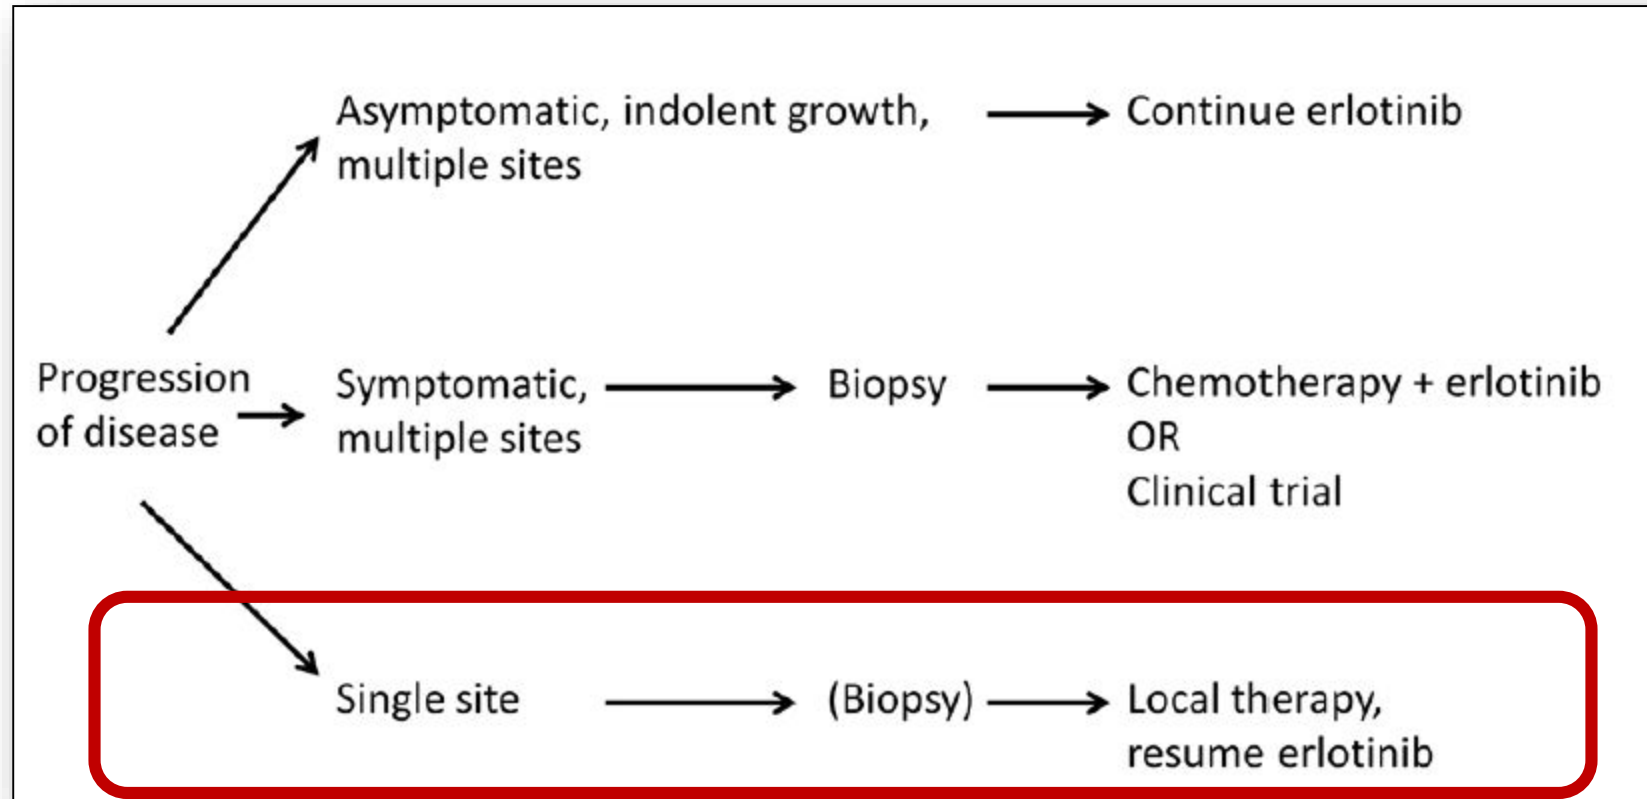 Asymptomatic, indolent growth,
multiple sites
Continue erlotinib
Progression
of disease
Symptomatic,
multiple sites
Biopsy
Chemotherapy + erlotinib
OR
Clinical trial
Single site
(Biopsy)
Local therapy,
resume erlotinib